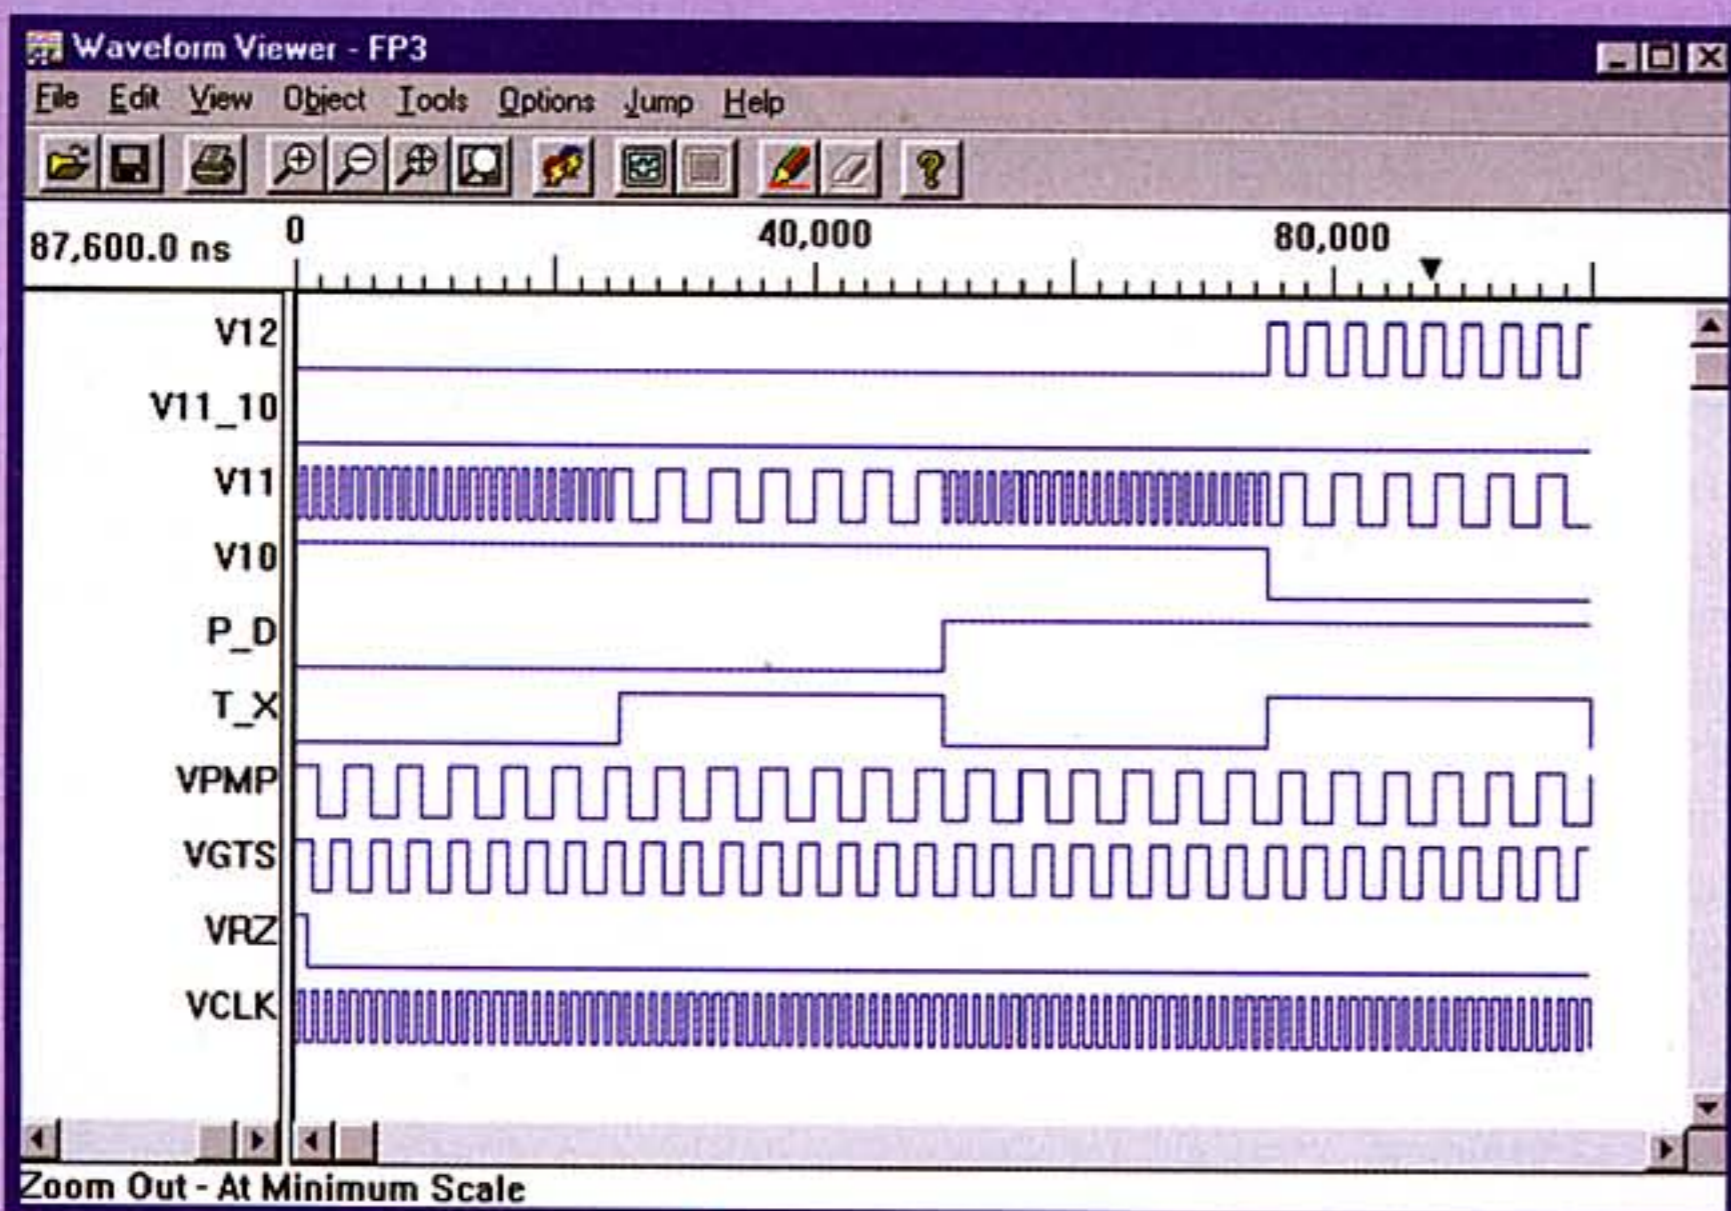 Waveform Viewer - FP3
File Edit View Object Tools Options Jump Help
87,600.0 ns 0 40,000 80,000
V12
V11_10
V11
V10
P_D
T_X
VPMP
VGTS
VRZ
VCLK
Zoom Out - At Minimum Scale